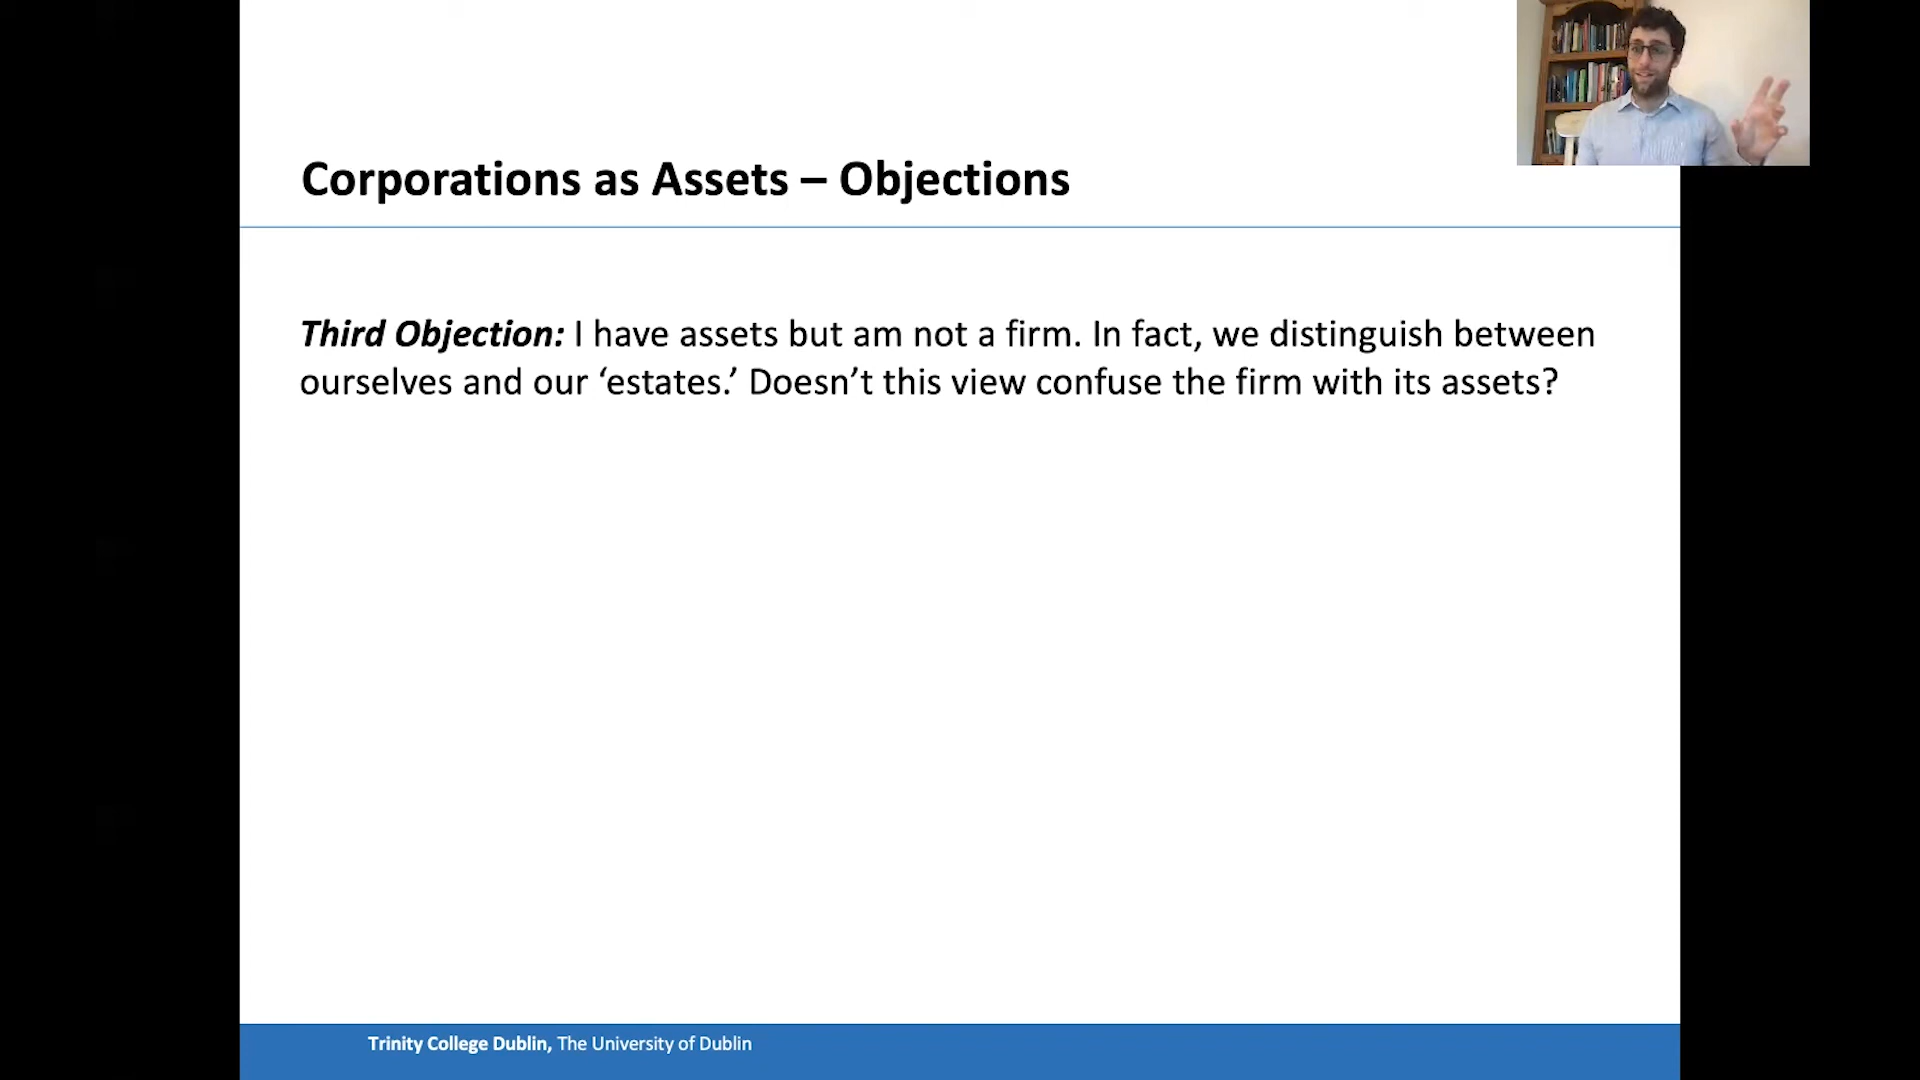 Corporations as Assets – Objections
Third Objection: I have assets but am not a firm. In fact, we distinguish between
ourselves and our ‘estates.’ Doesn’t this view confuse the firm with its assets?
Trinity College Dublin, The University of Dublin